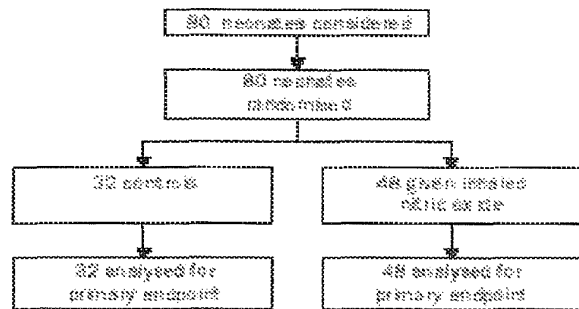 80 neonates considered
80 neonates
randomised
32 controls
48 given inhaled
nitric oxide
32 analysed for
primary endpoint
48 analysed for
primary endpoint